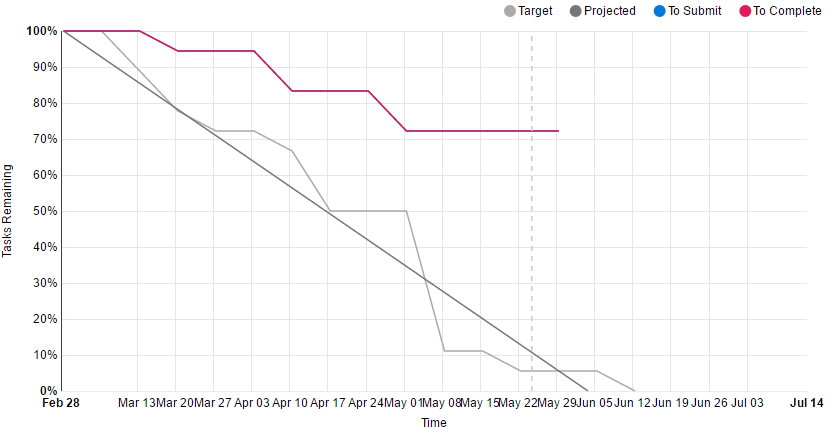 Target Projected To Submit To Complete
100%
90%
80%
70%
60%
50%
40%
30%
20%
10%
0%
Tasks Remaining
Feb 28 Mar 13 Mar 20 Mar 27 Apr 03 Apr 10 Apr 17 Apr 24 May 01 May 08 May 15 May 22 May 29 Jun 05 Jun 12 Jun 19 Jun 26 Jul 03 Jul 14
Time